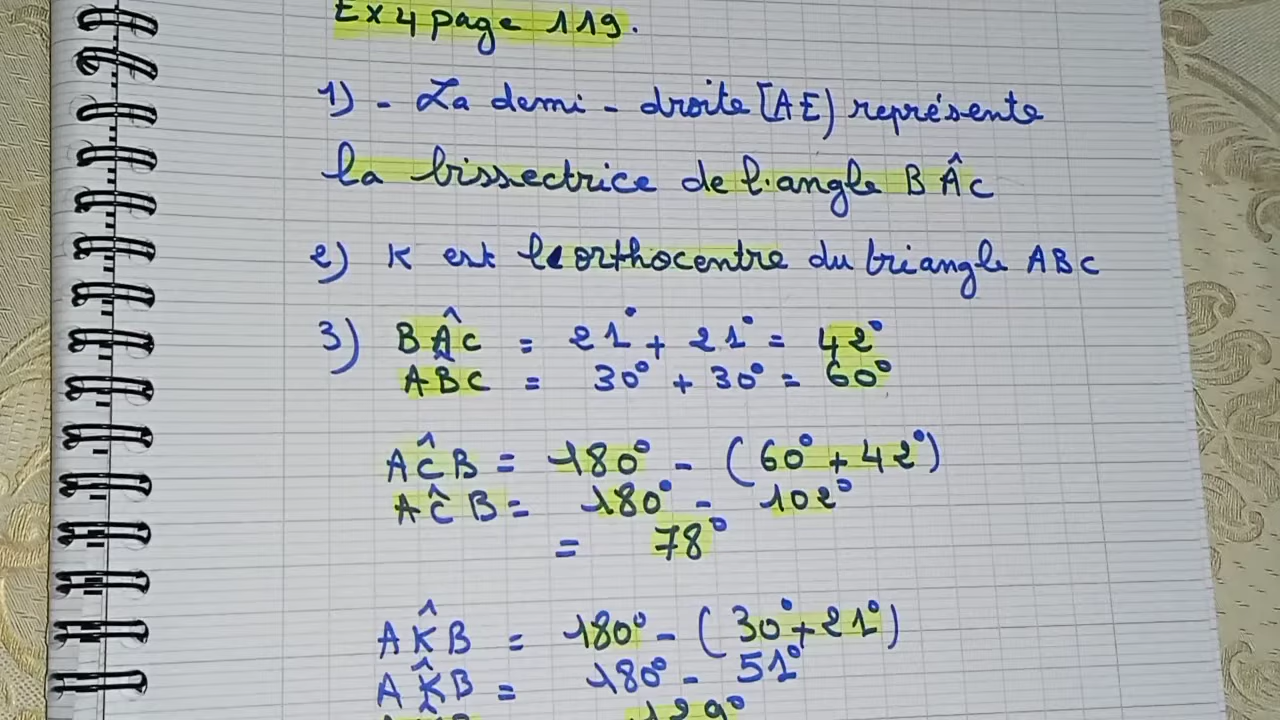 Ex 4 page 119.
1) - La demi - droite [AE) représente
la bissectrice de l'angle BÂC
2) K est le orthocentre du triangle ABC
3) BÂC = 21° + 21° = 42°
ABC = 30° + 30° = 60°
AĈB = 180° - (60° + 42°)
AĈB = 180° - 102°
= 78°
AK̂B = 180° - (30° + 21°)
AK̂B = 180° - 51°
129°